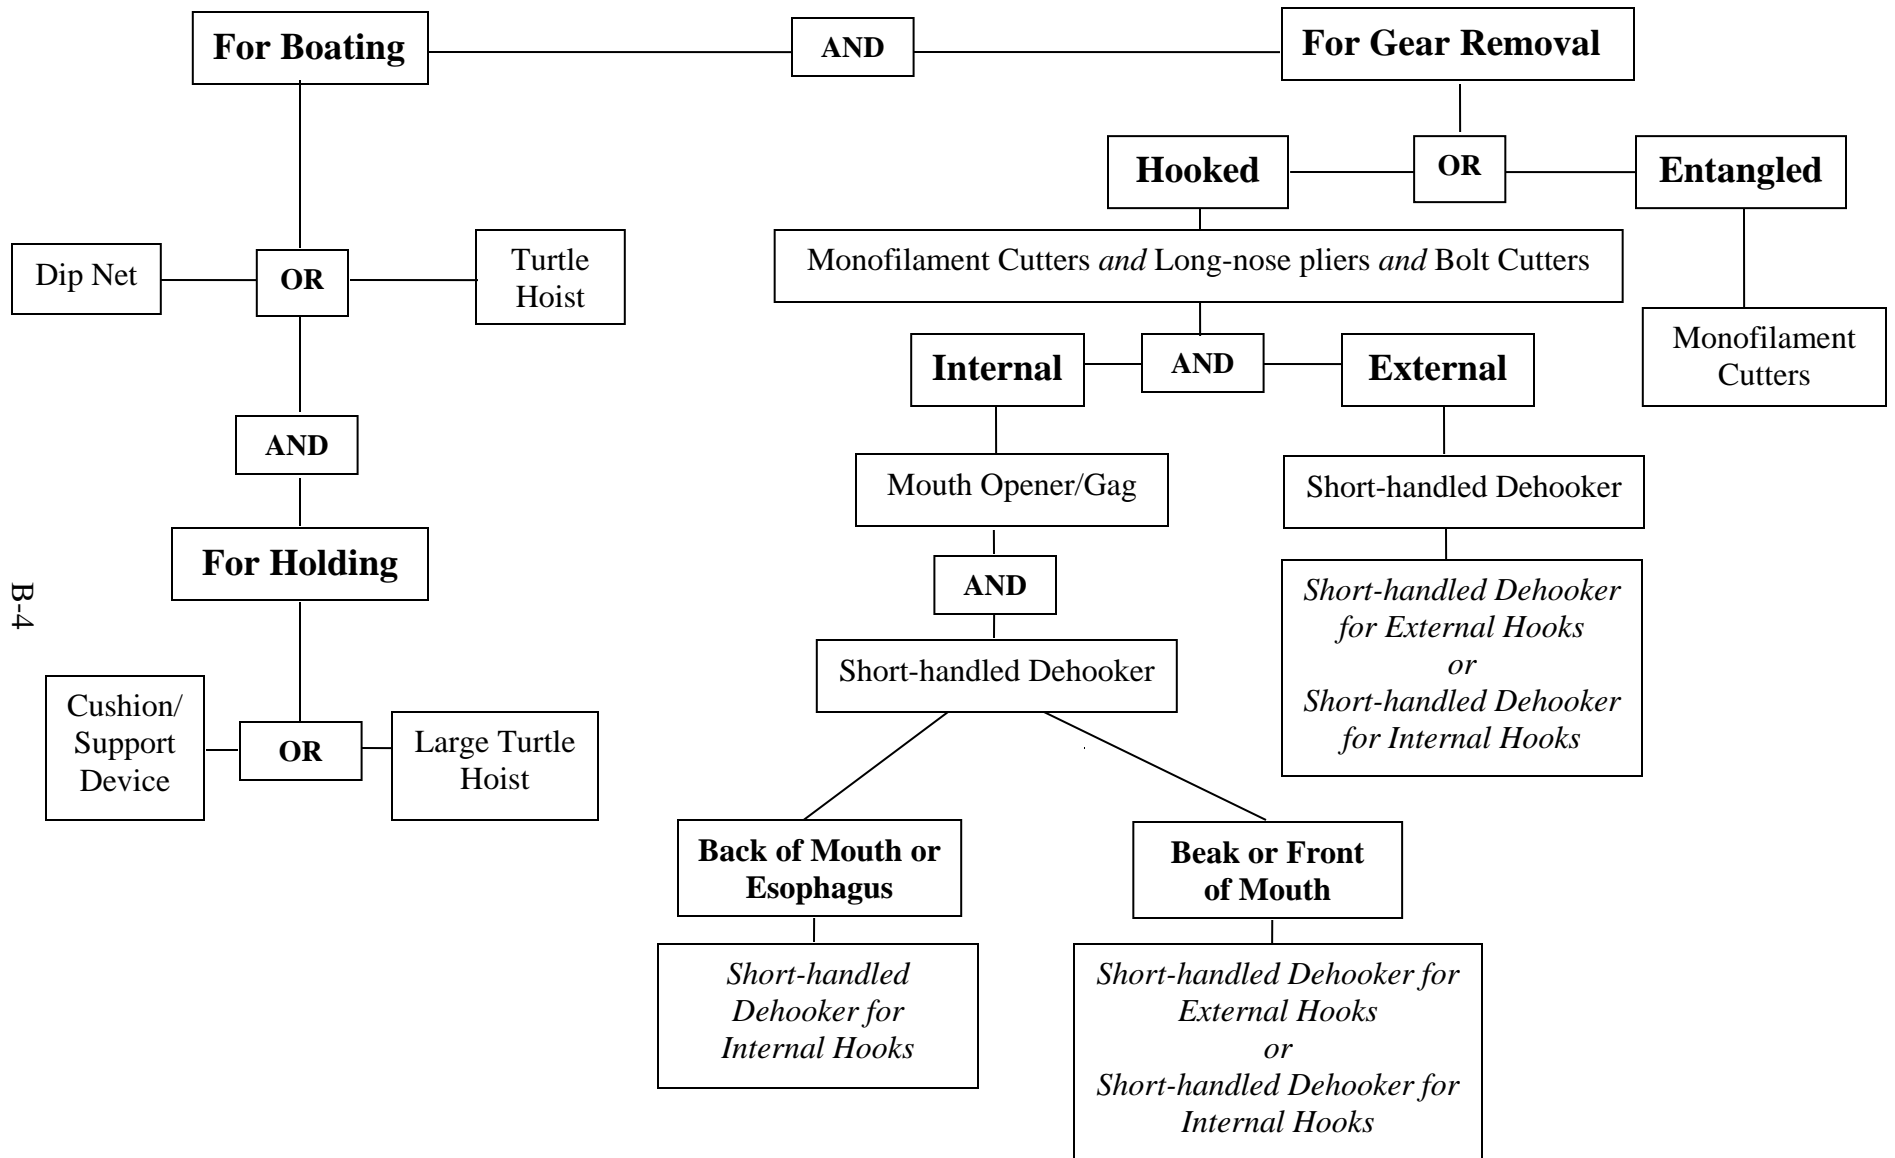 For Boating
AND
For Gear Removal
Hooked
OR
Entangled
Dip Net
OR
Turtle
Hoist
Monofilament Cutters and Long-nose pliers and Bolt Cutters
Monofilament
Cutters
Internal
AND
External
AND
Mouth Opener/Gag
Short-handled Dehooker
For Holding
AND
Short-handled Dehooker
for External Hooks
or
Short-handled Dehooker
for Internal Hooks
B-4
Short-handled Dehooker
Cushion/
Support
Device
OR
Large Turtle
Hoist
Back of Mouth or
Esophagus
Beak or Front
of Mouth
Short-handled
Dehooker for
Internal Hooks
Short-handled Dehooker for
External Hooks
or
Short-handled Dehooker for
Internal Hooks